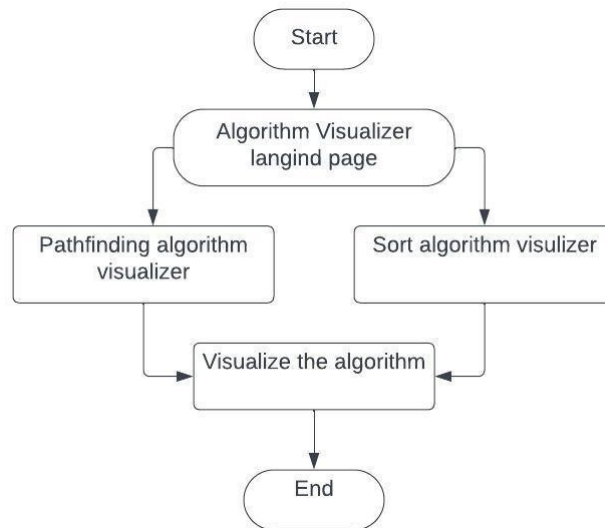 Start
Algorithm Visualizer
langind page
Pathfinding algorithm
visualizer
Sort algorithm visulizer
Visualize the algorithm
End